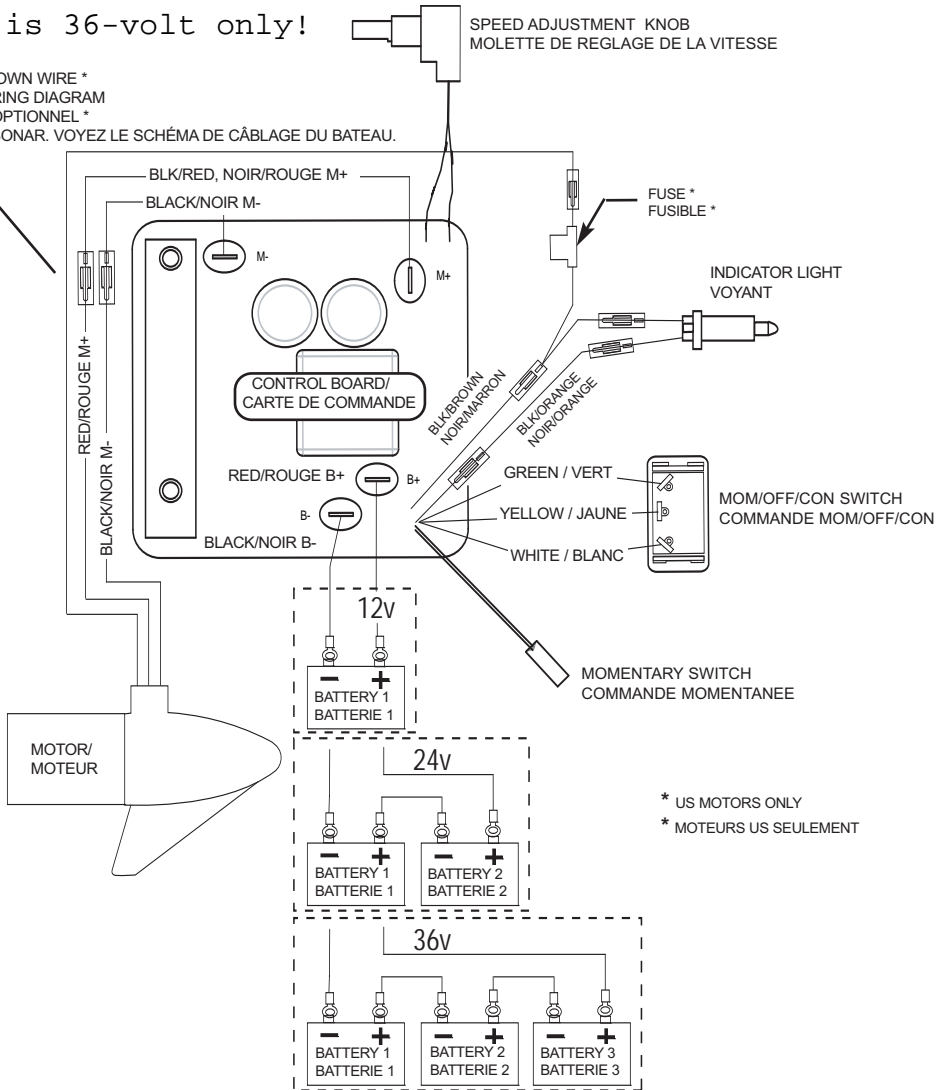 is 36-volt only!
SPEED ADJUSTMENT KNOB
MOLETTE DE REGLAGE DE LA VITESSE
OWN WIRE *
RING DIAGRAM
OPTIONNEL *
SONAR. VOYEZ LE SCHÉMA DE CÂBLAGE DU BATEAU.
BLK/RED, NOIR/ROUGE M+
BLACK/NOIR M-
FUSE *
FUSIBLE *
M-
M+
INDICATOR LIGHT
VOYANT
RED/ROUGE M+
BLACK/NOIR M-
CONTROL BOARD/
CARTE DE COMMANDE
BLK/BROWN
NOIR/MARRON
BLK/ORANGE
NOIR/ORANGE
RED/ROUGE B+
B+
B-
BLACK/NOIR B-
GREEN / VERT
YELLOW / JAUNE
WHITE / BLANC
MOM/OFF/CON SWITCH
COMMANDE MOM/OFF/CON
12v
- +
BATTERY 1
BATTERIE 1
MOMENTARY SWITCH
COMMANDE MOMENTANEE
MOTOR/
MOTEUR
24v
- + - +
BATTERY 1 BATTERY 2
BATTERIE 1 BATTERIE 2
* US MOTORS ONLY
* MOTEURS US SEULEMENT
36v
- + - + - +
BATTERY 1 BATTERY 2 BATTERY 3
BATTERIE 1 BATTERIE 2 BATTERIE 3